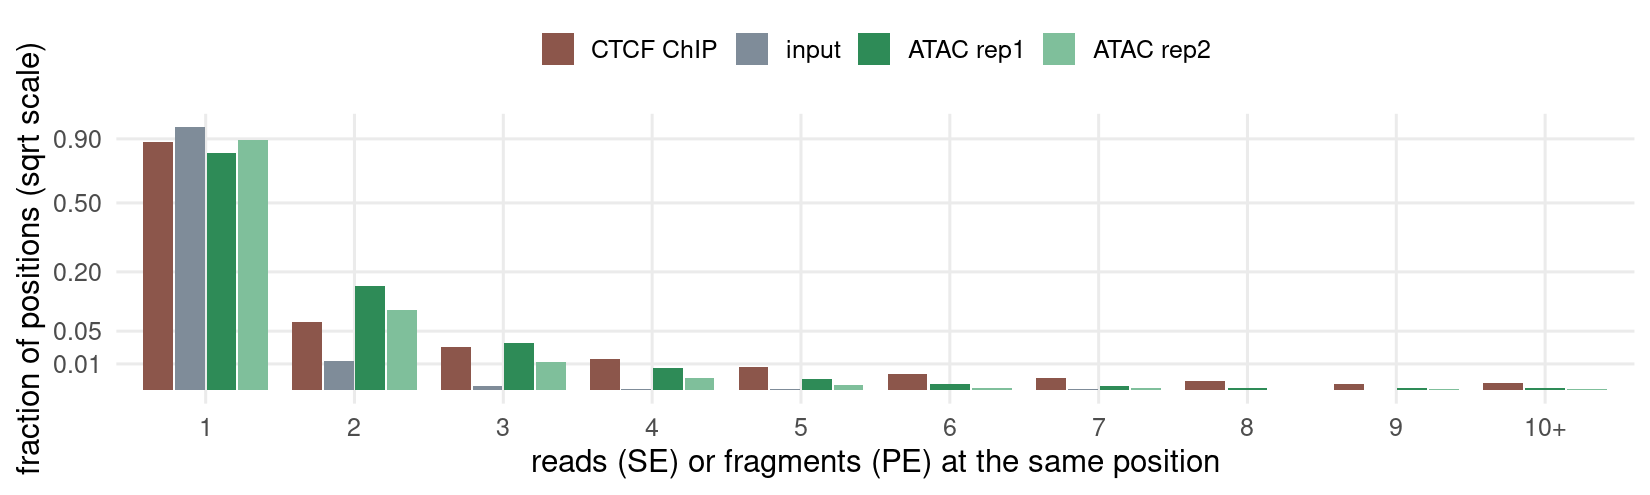 CTCF ChIP input ATAC rep1 ATAC rep2
fraction of positions (sqrt scale)
0.90
0.50
0.20
0.05
0.01
1 2 3 4 5 6 7 8 9 10+
reads (SE) or fragments (PE) at the same position